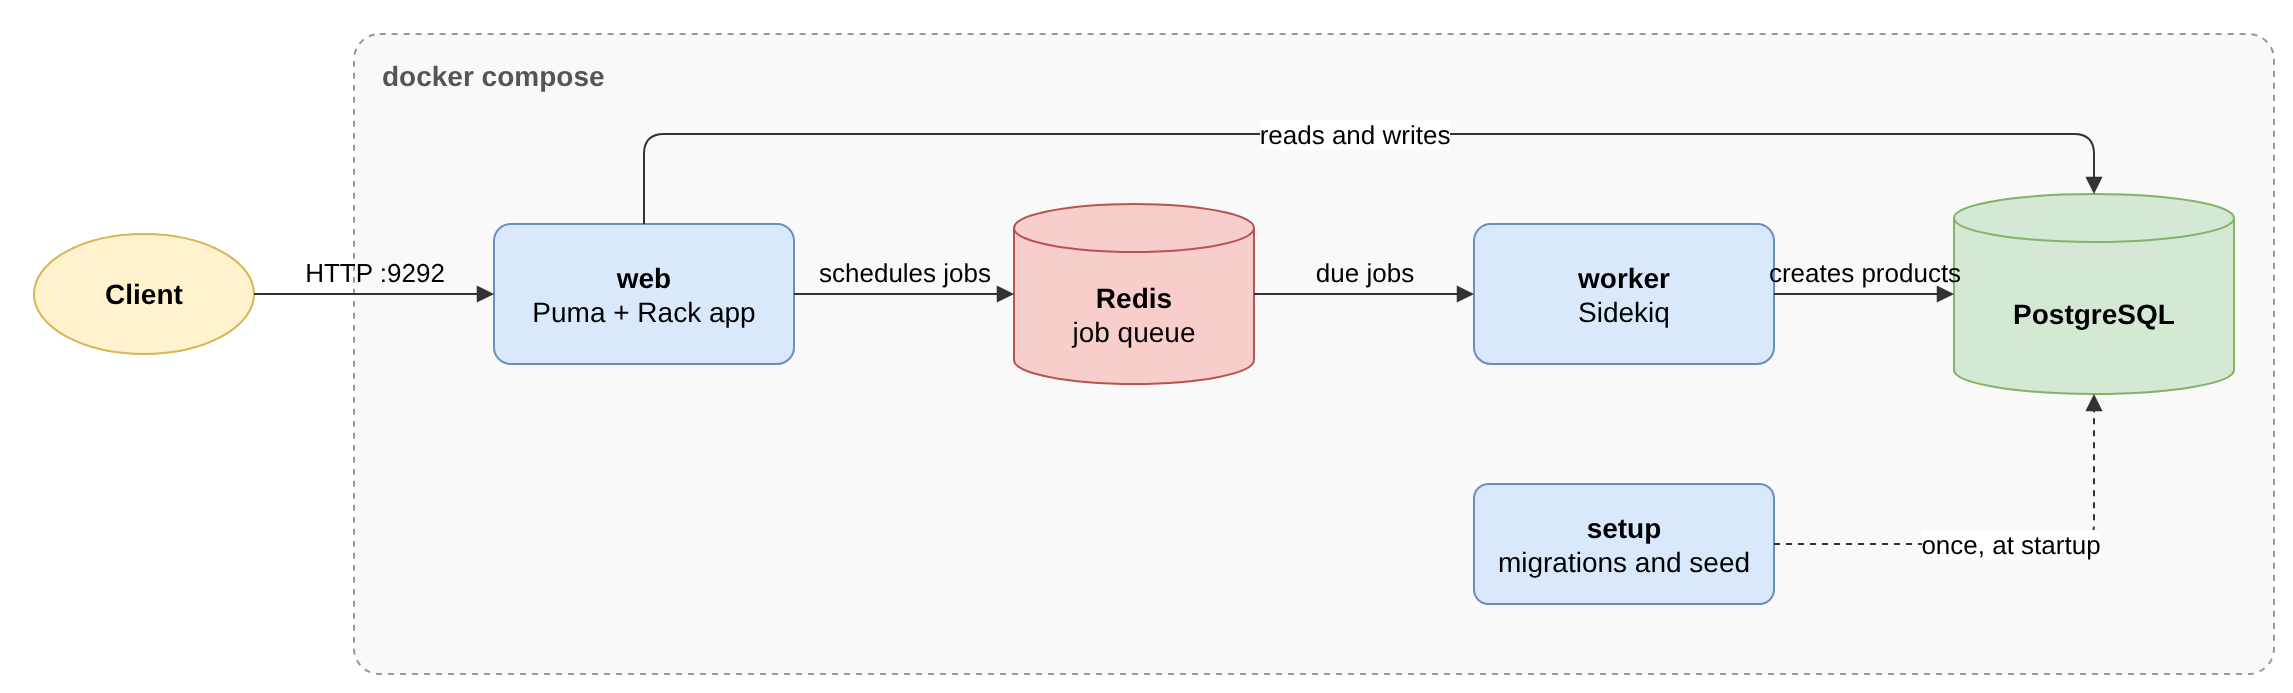 docker compose
reads and writes
Client
HTTP :9292
web
Puma + Rack app
schedules jobs
Redis
job queue
due jobs
worker
Sidekiq
creates products
PostgreSQL
setup
migrations and seed
once, at startup